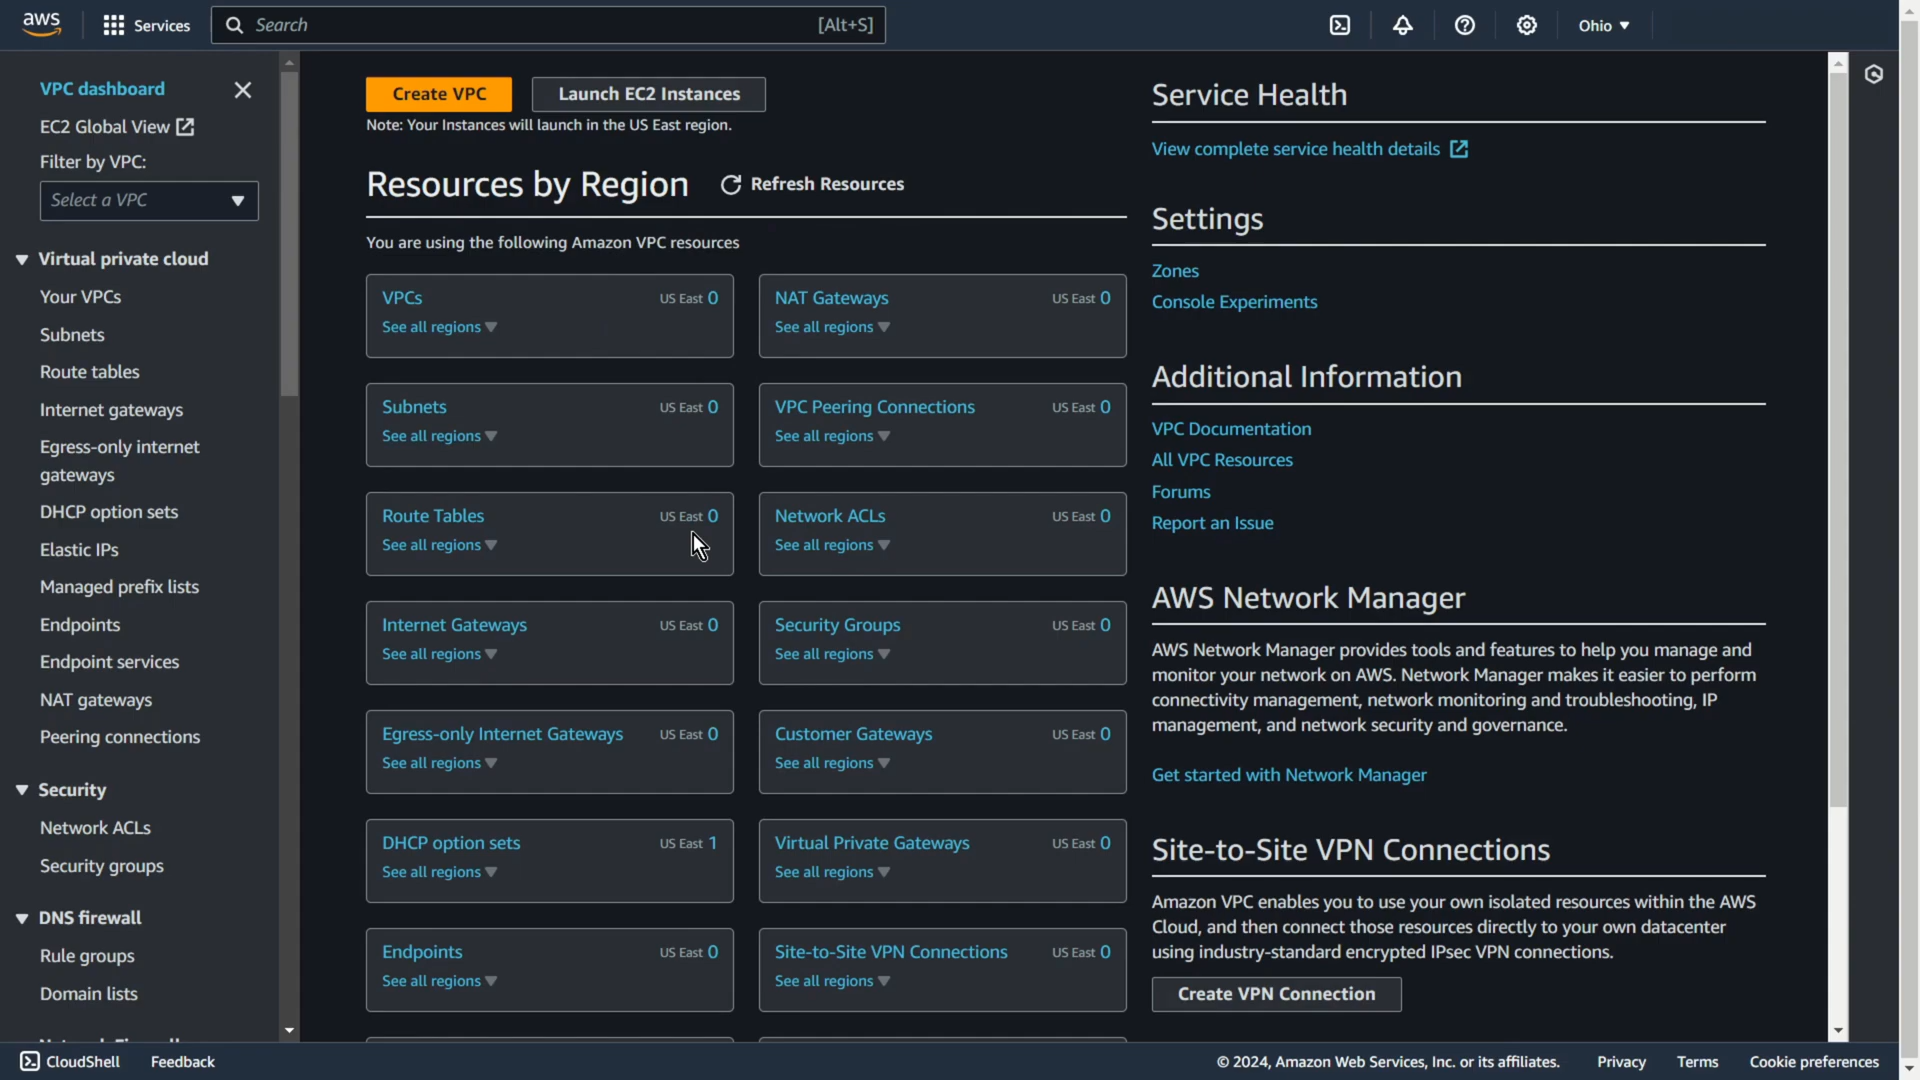 aws
Services
Search
[Alt+S]
Ohio
VPC dashboard
EC2 Global View
Filter by VPC:
Select a VPC
Virtual private cloud
Your VPCs
Subnets
Route tables
Internet gateways
Egress-only internet
gateways
DHCP option sets
Elastic IPs
Managed prefix lists
Endpoints
Endpoint services
NAT gateways
Peering connections
Security
Network ACLs
Security groups
DNS firewall
Rule groups
Domain lists
Create VPC
Launch EC2 Instances
Note: Your Instances will launch in the US East region.
Resources by Region
Refresh Resources
You are using the following Amazon VPC resources
VPCs US East 0
See all regions
NAT Gateways US East 0
See all regions
Subnets US East 0
See all regions
VPC Peering Connections US East 0
See all regions
Route Tables US East 0
See all regions
Network ACLs US East 0
See all regions
Internet Gateways US East 0
See all regions
Security Groups US East 0
See all regions
Egress-only Internet Gateways US East 0
See all regions
Customer Gateways US East 0
See all regions
DHCP option sets US East 1
See all regions
Virtual Private Gateways US East 0
See all regions
Endpoints US East 0
See all regions
Site-to-Site VPN Connections US East 0
See all regions
Service Health
View complete service health details
Settings
Zones
Console Experiments
Additional Information
VPC Documentation
All VPC Resources
Forums
Report an Issue
AWS Network Manager
AWS Network Manager provides tools and features to help you manage and
monitor your network on AWS. Network Manager makes it easier to perform
connectivity management, network monitoring and troubleshooting, IP
management, and network security and governance.
Get started with Network Manager
Site-to-Site VPN Connections
Amazon VPC enables you to use your own isolated resources within the AWS
Cloud, and then connect those resources directly to your own datacenter
using industry-standard encrypted IPsec VPN connections.
Create VPN Connection
CloudShell
Feedback
© 2024, Amazon Web Services, Inc. or its affiliates.
Privacy
Terms
Cookie preferences